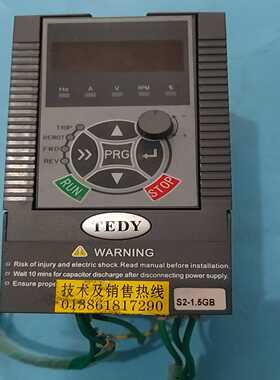 Hz A V RPM %
TRIP
REMOT
FWD
REV
PRG
RUN
STOP
TEDY
WARNING
Risk of injury and electric shock. Read manual before installation.
Wait 10 mins for capacitor discharge after disconnecting power supply.
Ensure prope
S2-1.5GB
技术及销售热线
013861817290